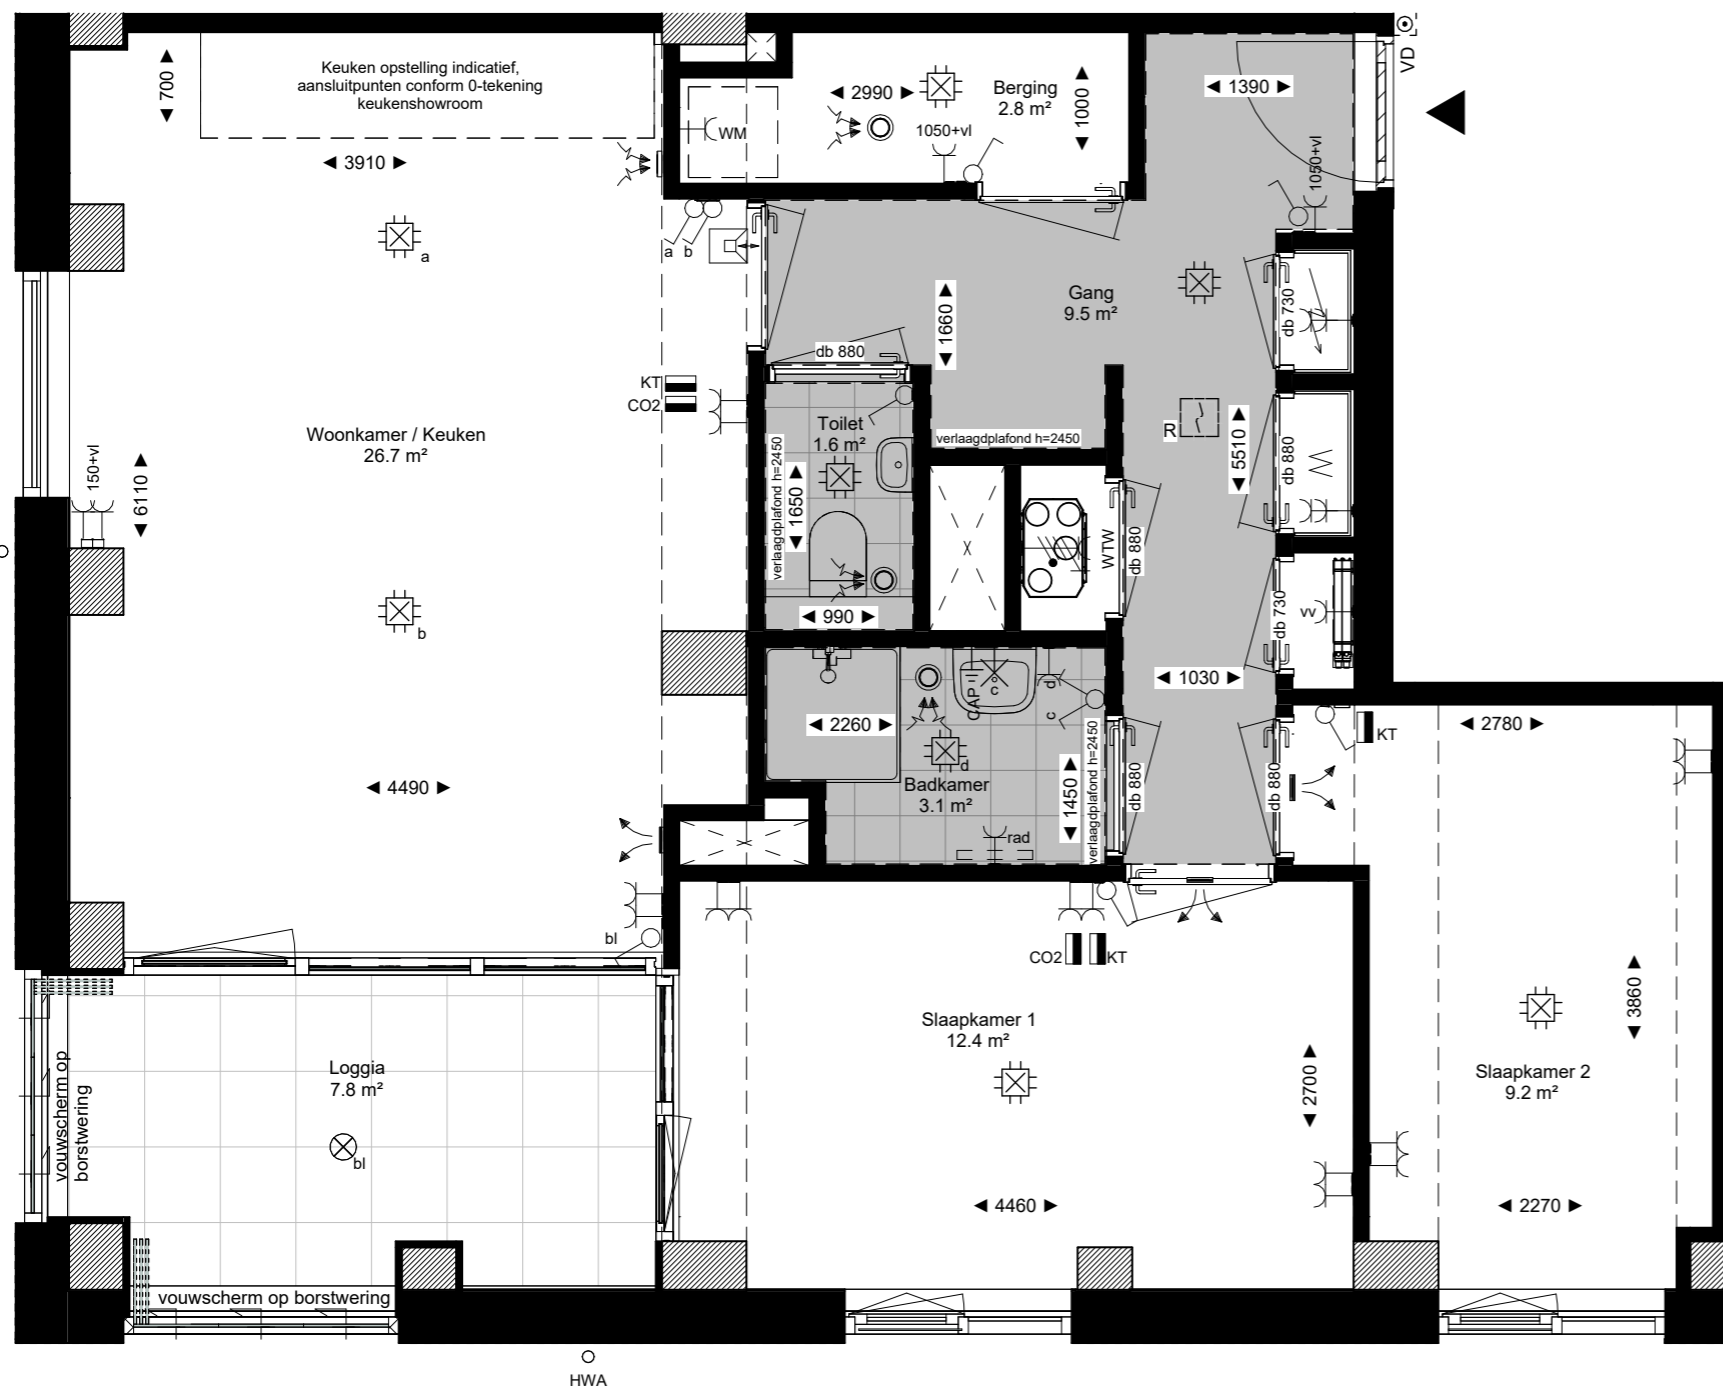 Keuken opstelling indicatief,
aansluitpunten conform 0-tekening
keukenshowroom
◄ 700 ►
◄ 3910 ►
WM
◄ 2990 ►
Berging
2.8 m²
1050+vl
◄ 1000 ►
◄ 1390 ►
1050+vl
VD
a
a
b
Gang
9.5 m²
◄ 1660 ►
db 880
db 730
KT
CO2
Toilet
1.6 m²
verlaagdplafond h=2450
◄ 1650 ►
◄ 990 ►
verlaagdplafond h=2450
R
◄ 5510 ►
db 880
Woonkamer / Keuken
26.7 m²
150+vl
◄ 6110 ►
b
WTW
db 880
db 730
vv
◄ 1030 ►
◄ 2260 ►
CAP
c
d
c
d
Badkamer
3.1 m²
◄ 1450 ►
verlaagdplafond h=2450
rad
db 880
db 880
KT
◄ 2780 ►
◄ 4490 ►
bl
CO2
KT
Slaapkamer 1
12.4 m²
◄ 2700 ►
◄ 4460 ►
◄ 3860 ►
Slaapkamer 2
9.2 m²
◄ 2270 ►
Loggia
7.8 m²
bl
vouwscherm op
borstwering
vouwscherm op borstwering
HWA